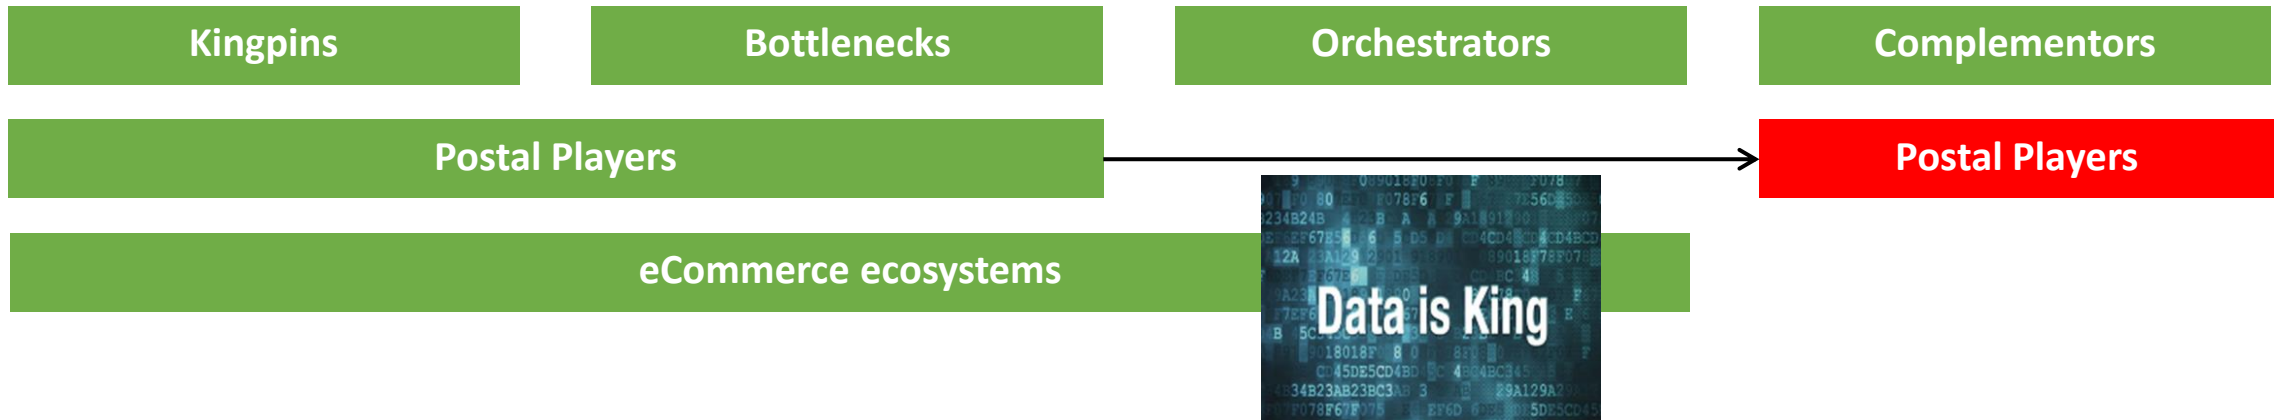 Kingpins
Bottlenecks
Orchestrators
Complementors
Postal Players
Postal Players
eCommerce ecosystems
Data is King